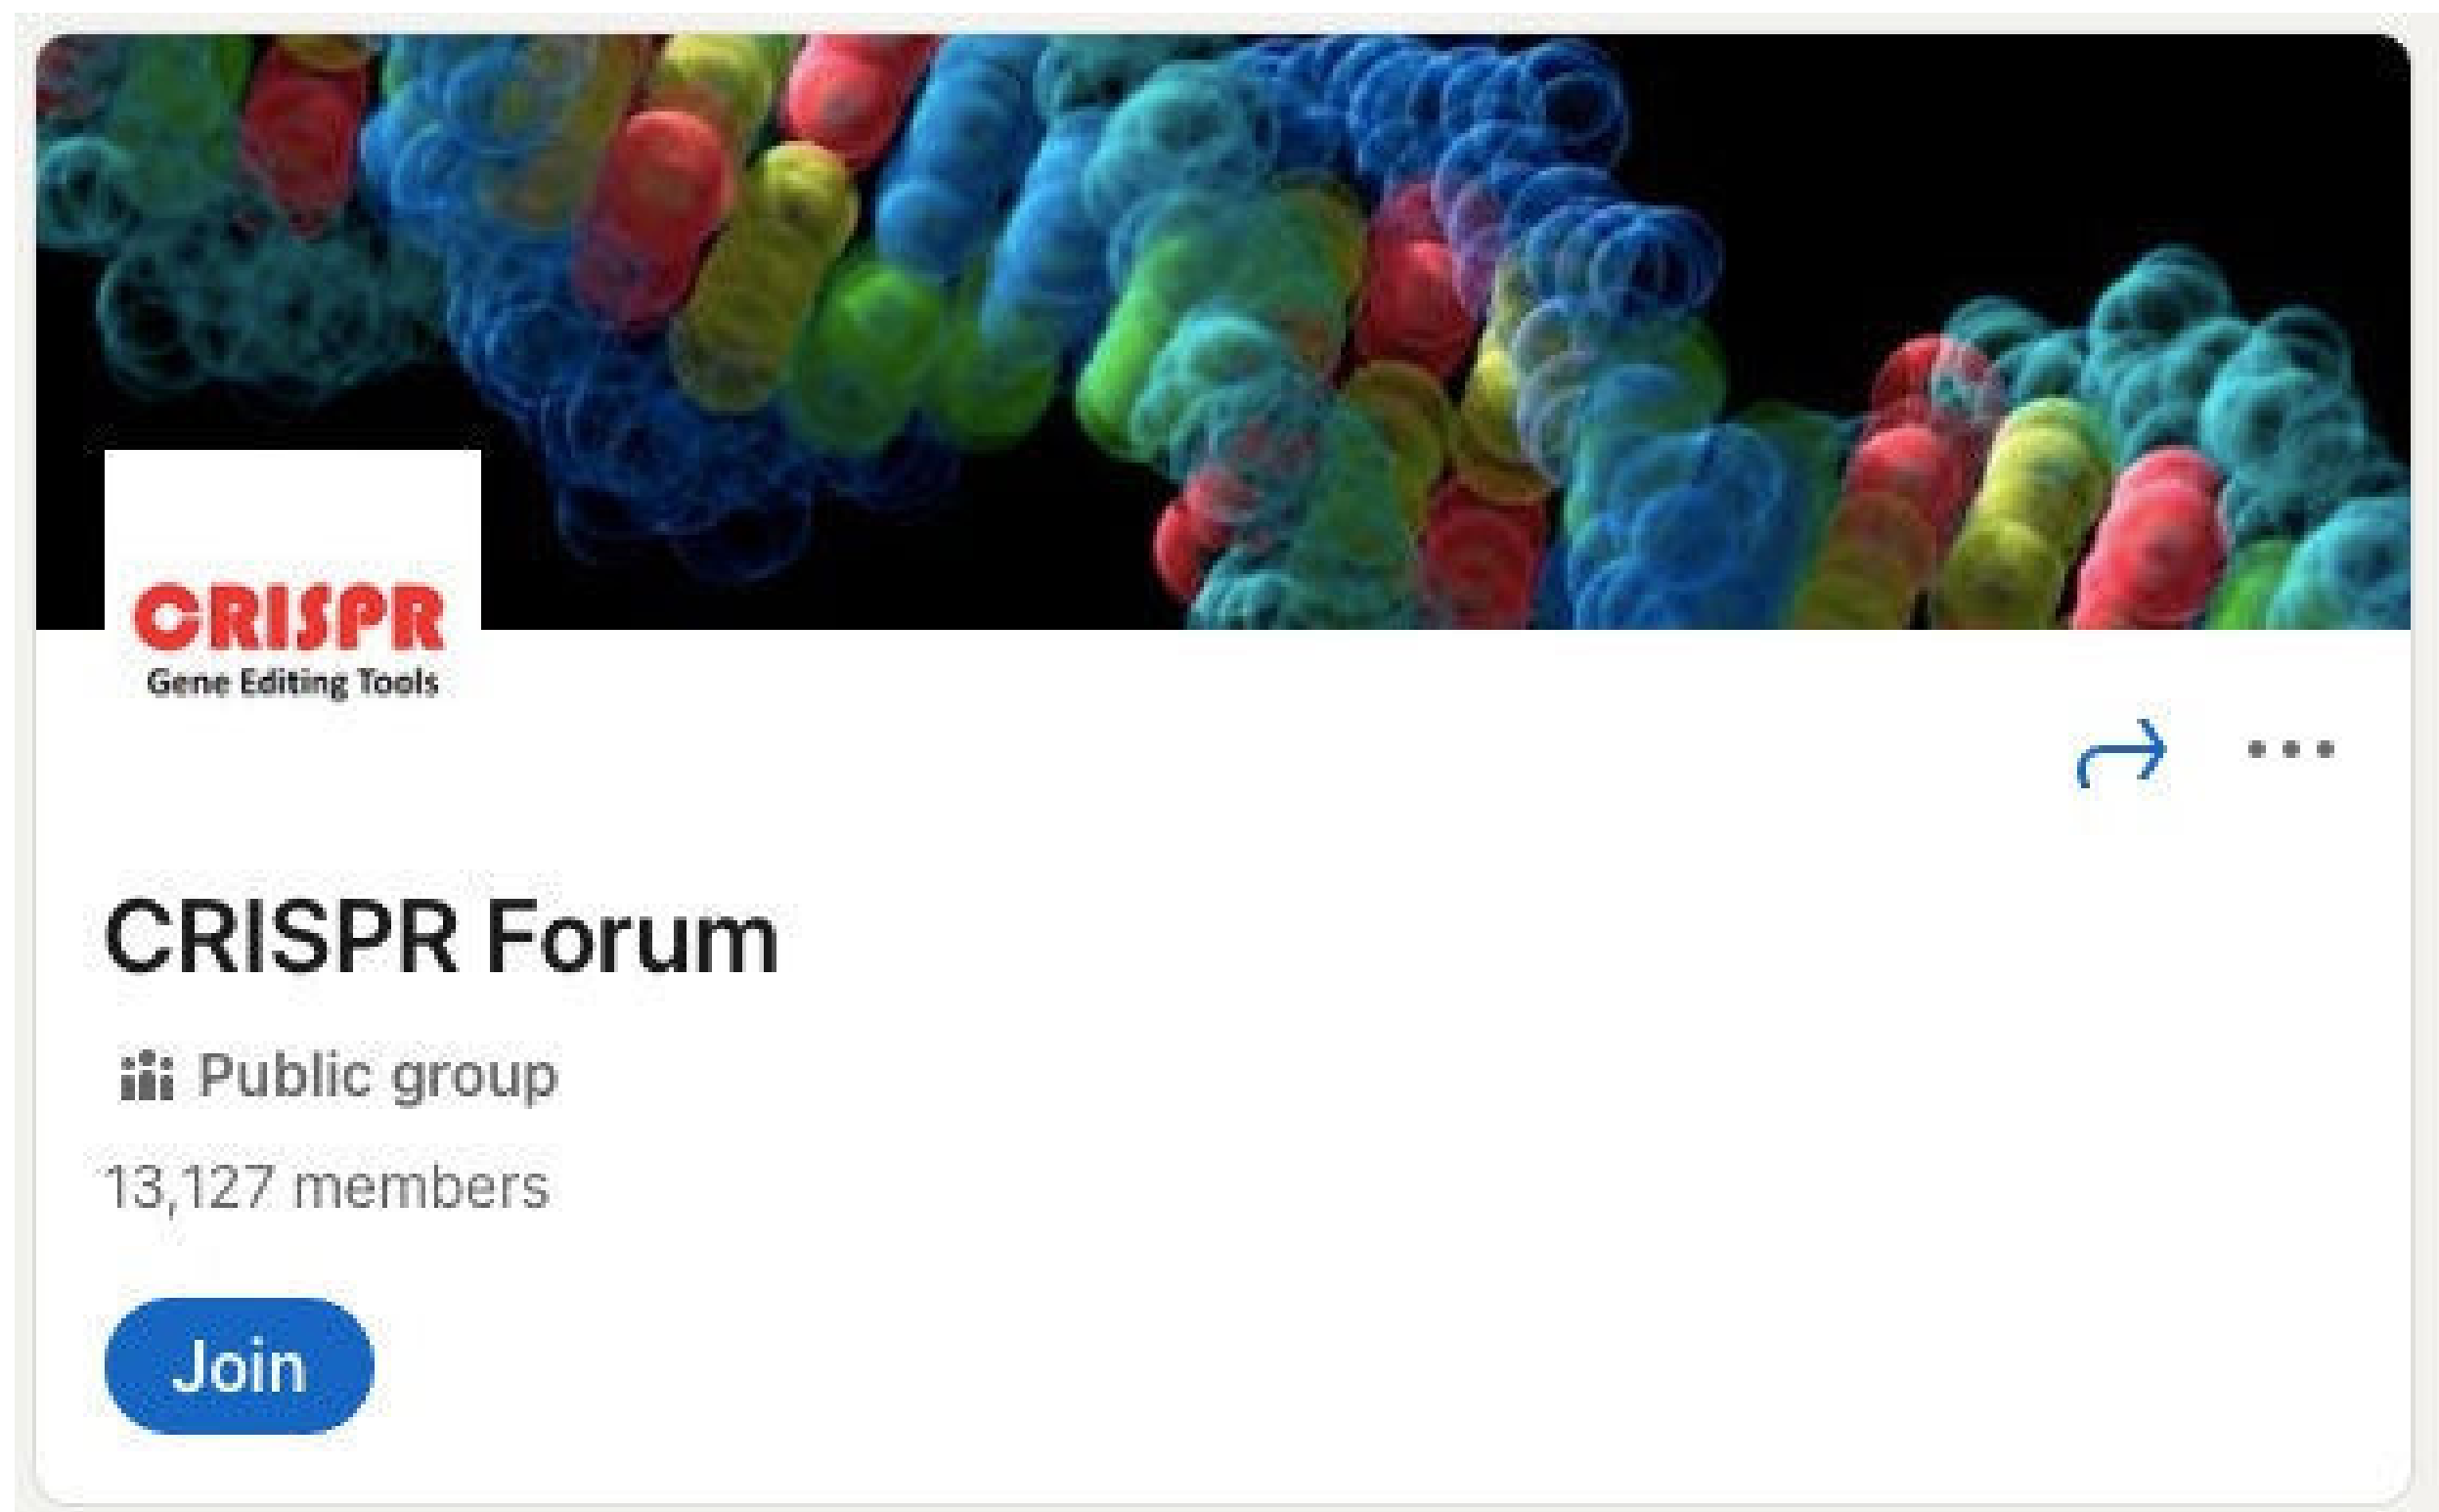 CRISPR
Gene Editing Tools
CRISPR Forum
Public group
13,127 members
Join